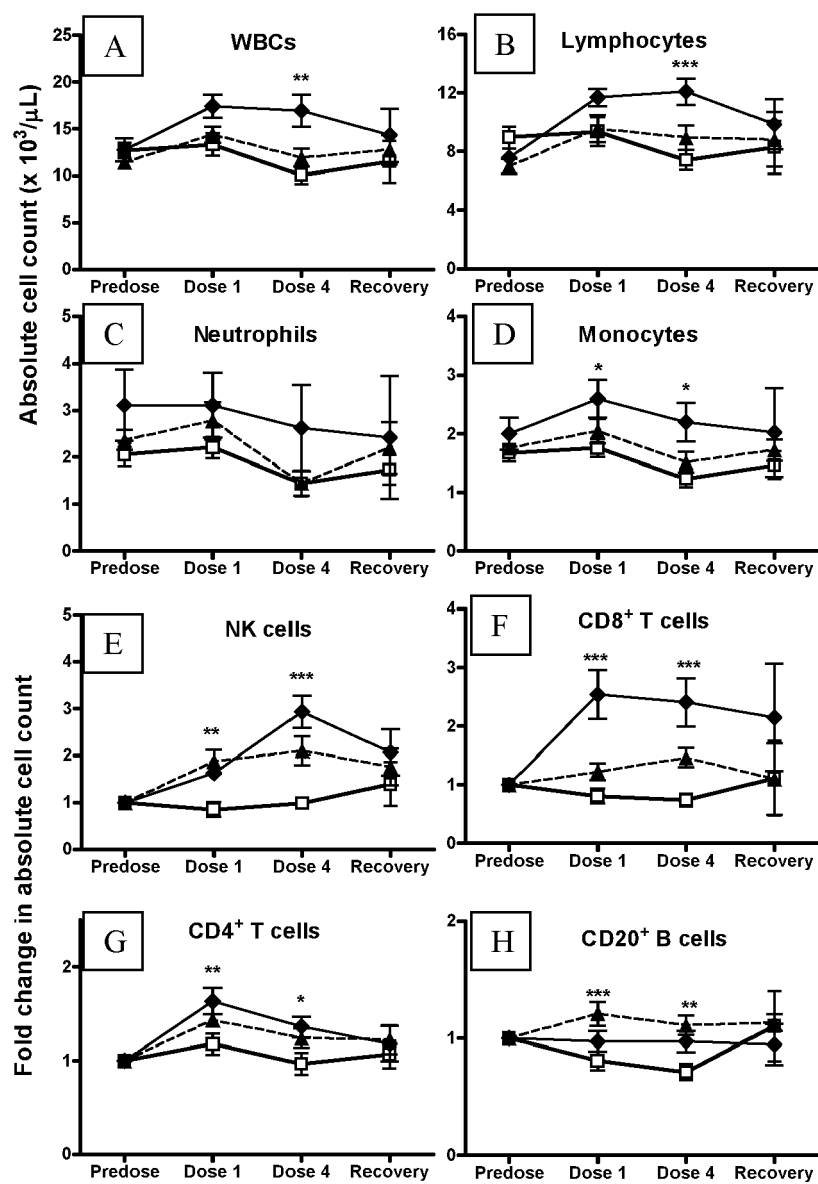 A WBCs
25
20
**
15
10
5
0
Predose Dose 1 Dose 4 Recovery
B Lymphocytes
16
***
12
8
4
0
Predose Dose 1 Dose 4 Recovery
Absolute cell count (x 10³/μL)
C Neutrophils
5
4
3
2
1
0
Predose Dose 1 Dose 4 Recovery
D Monocytes
4
3
* *
2
1
0
Predose Dose 1 Dose 4 Recovery
E NK cells
5
4
***
3
**
2
1
0
Predose Dose 1 Dose 4 Recovery
F CD8⁺ T cells
4
3
*** ***
2
1
0
Predose Dose 1 Dose 4 Recovery
Fold change in absolute cell count
G CD4⁺ T cells
2
** *
1
0
Predose Dose 1 Dose 4 Recovery
H CD20⁺ B cells
2
*** **
1
0
Predose Dose 1 Dose 4 Recovery